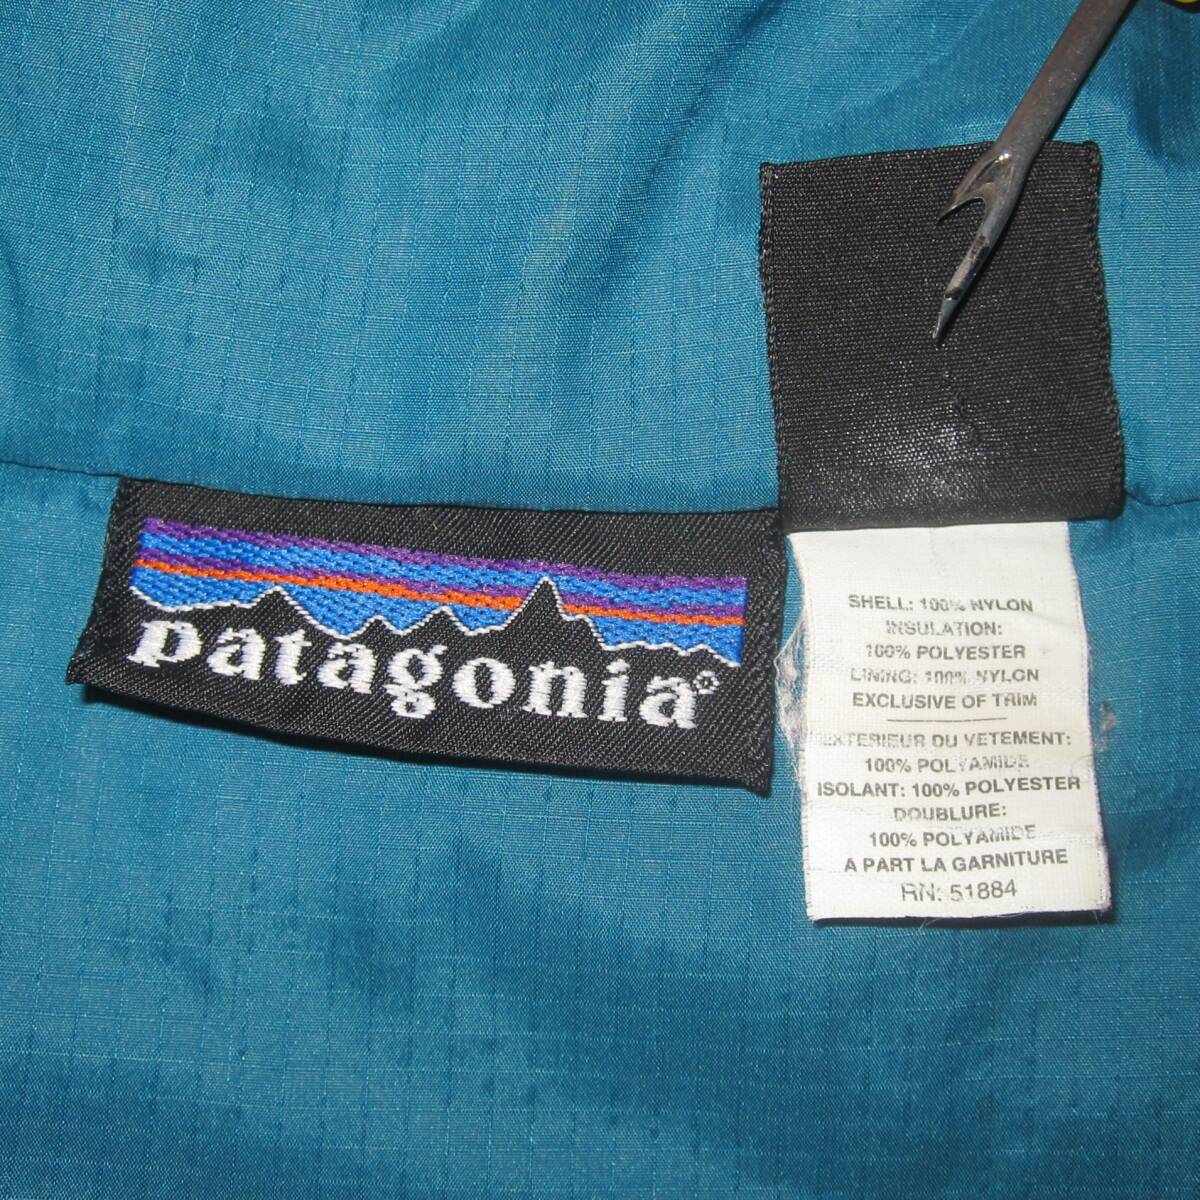 patagonia®
SHELL: 100% NYLON
INSULATION:
100% POLYESTER
LINING: 100% NYLON
EXCLUSIVE OF TRIM
EXTERIEUR DU VETEMENT:
100% POLYAMIDE
ISOLANT: 100% POLYESTER
DOUBLURE:
100% POLYAMIDE
A PART LA GARNITURE
RN: 51884